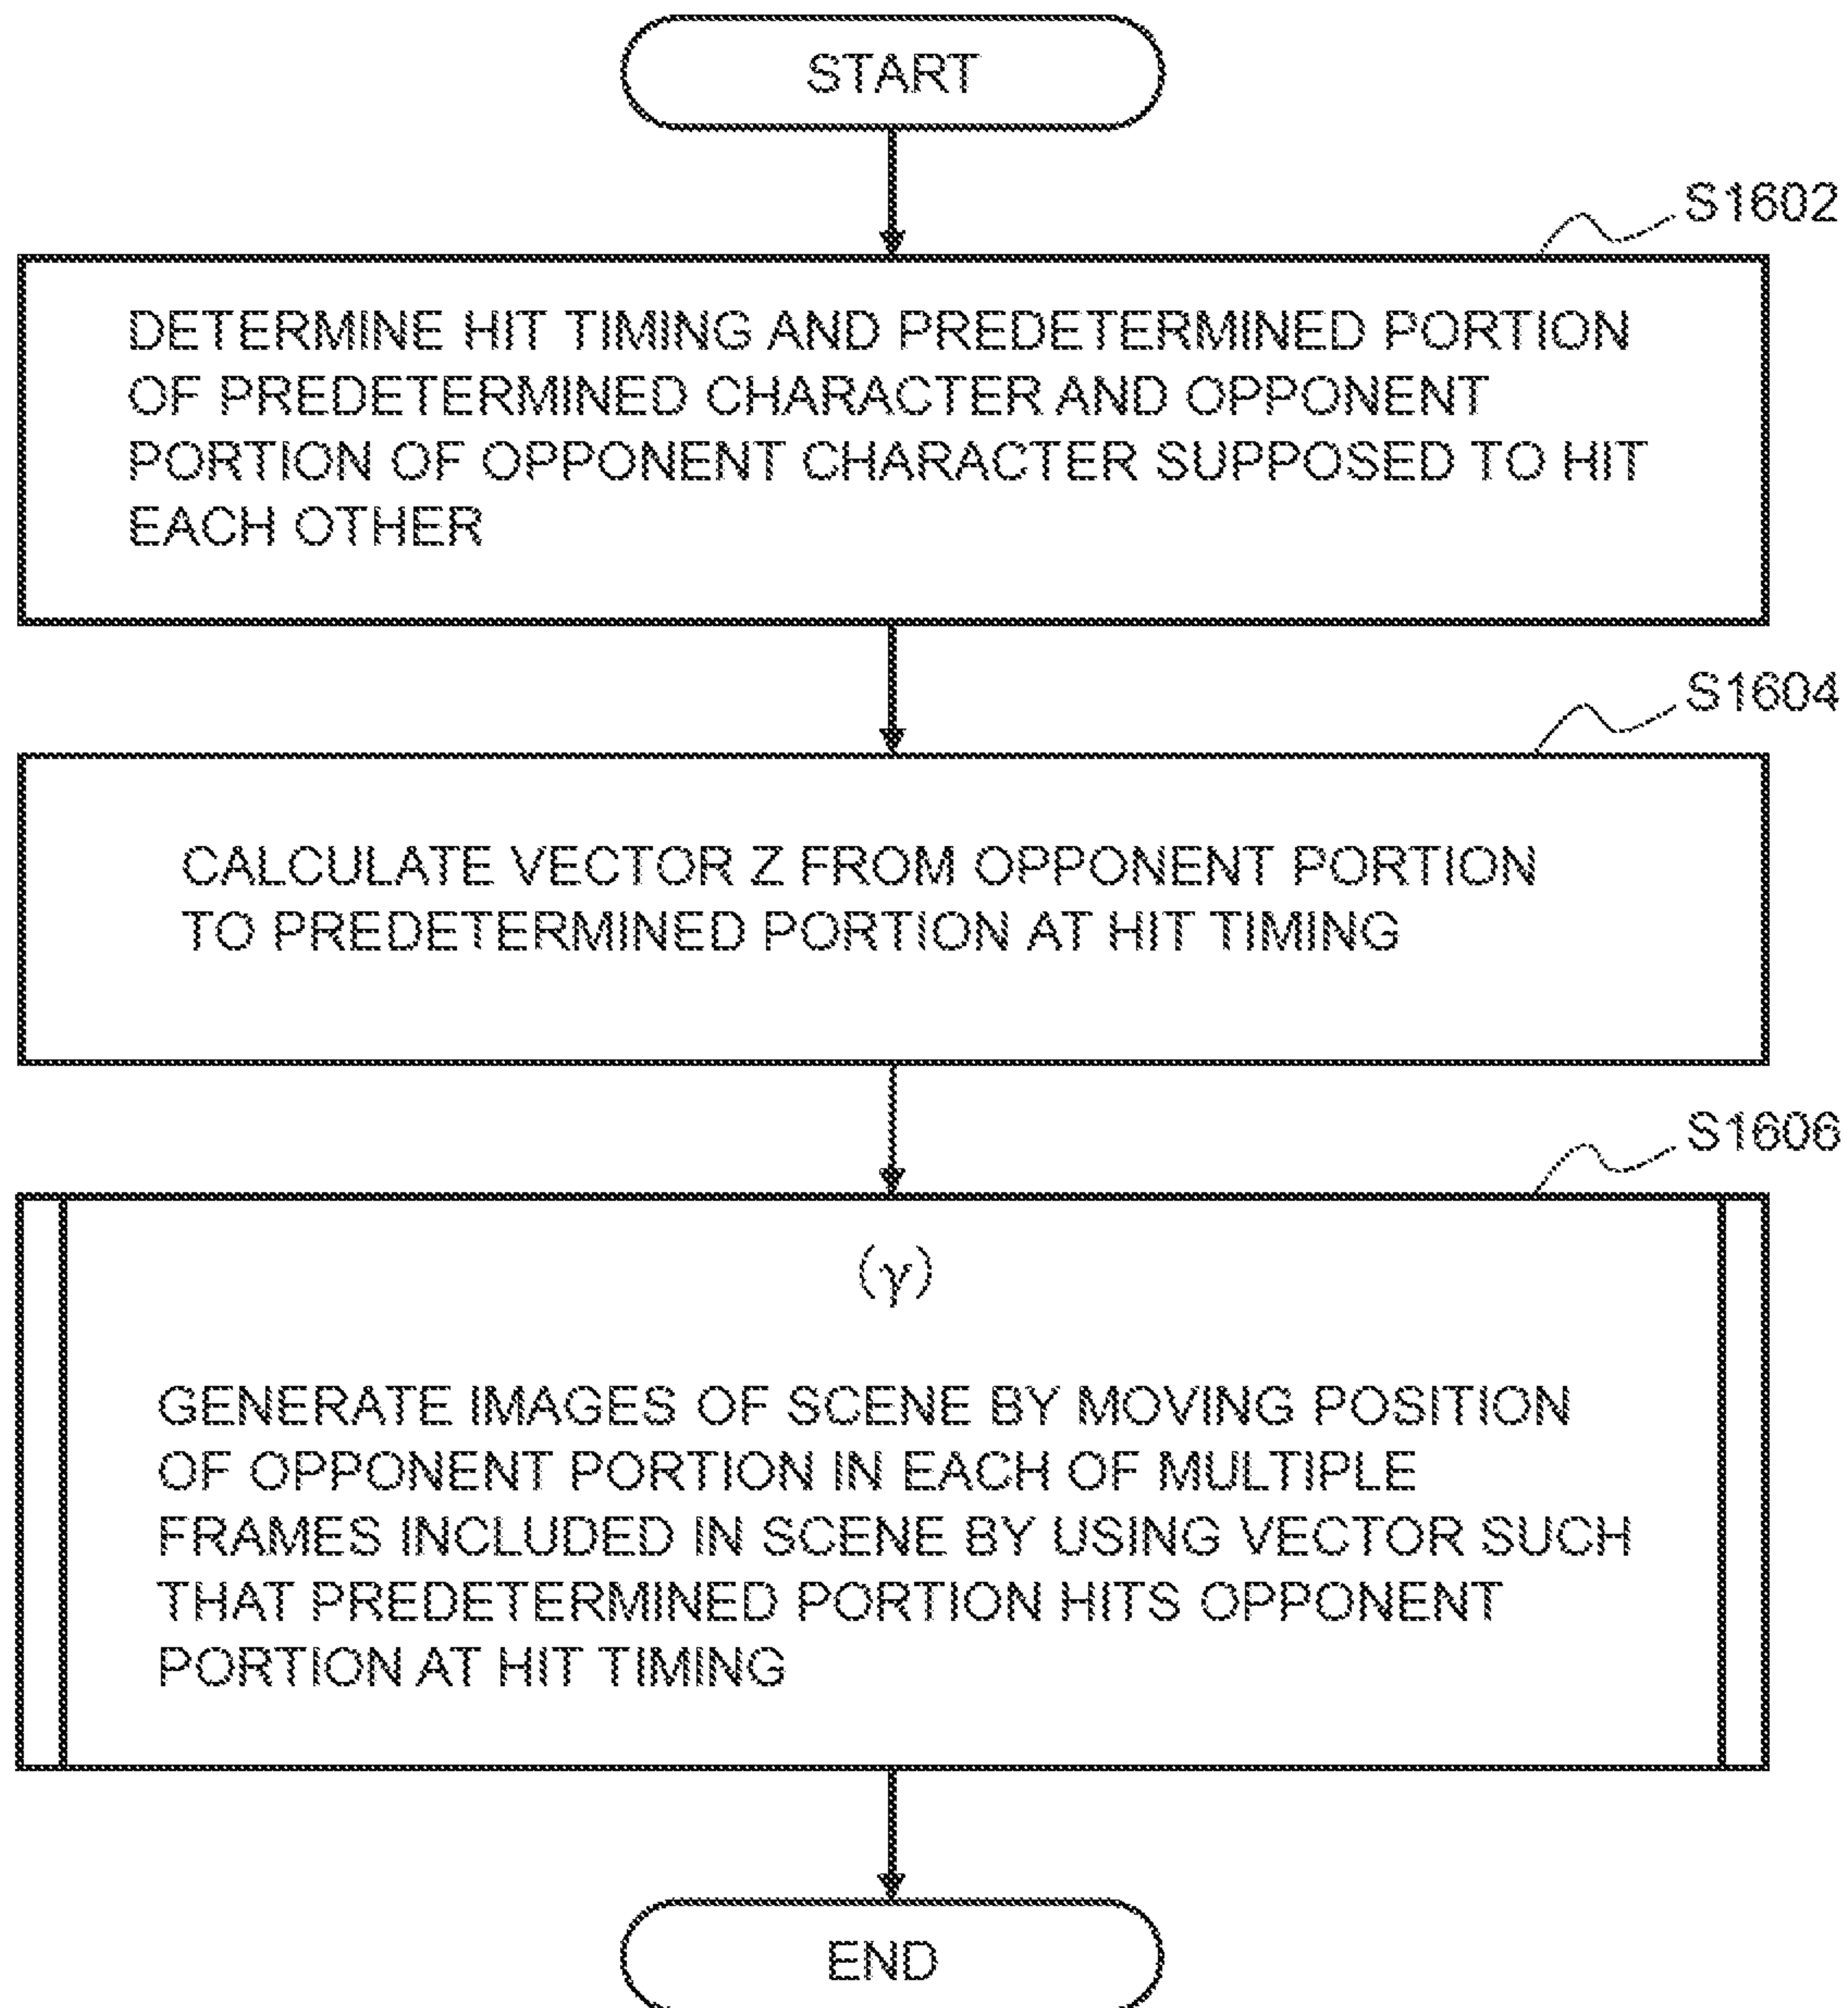 START
S1602
DETERMINE HIT TIMING AND PREDETERMINED PORTION
OF PREDETERMINED CHARACTER AND OPPONENT
PORTION OF OPPONENT CHARACTER SUPPOSED TO HIT
EACH OTHER
S1604
CALCULATE VECTOR Z FROM OPPONENT PORTION
TO PREDETERMINED PORTION AT HIT TIMING
S1606
(γ)
GENERATE IMAGES OF SCENE BY MOVING POSITION
OF OPPONENT PORTION IN EACH OF MULTIPLE
FRAMES INCLUDED IN SCENE BY USING VECTOR SUCH
THAT PREDETERMINED PORTION HITS OPPONENT
PORTION AT HIT TIMING
END